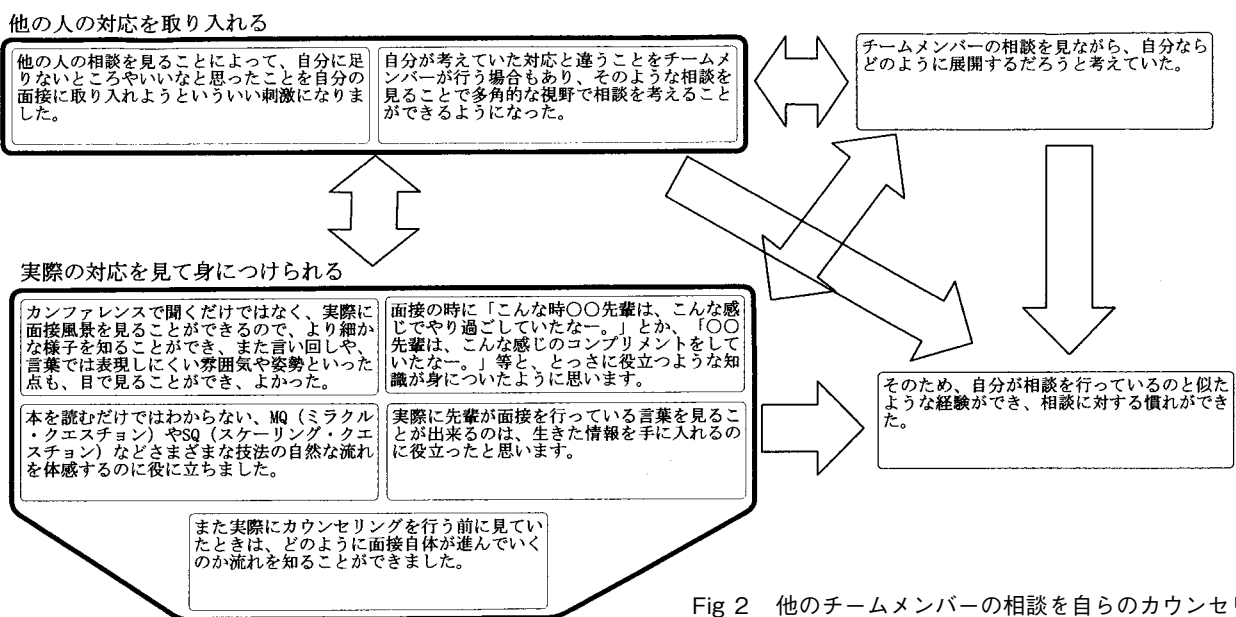 他の人の対応を取り入れる
他の人の相談を見ることによって、自分に足
りないところやいいなと思ったことを自分の
面接に取り入れようといういい刺激になりま
した。
自分が考えていた対応と違うことをチームメ
ンバーが行う場合もあり、そのような相談を
見ることで多角的な視野で相談を考えること
ができるようになった。
チームメンバーの相談を見ながら、自分なら
どのように展開するだろうと考えていた。
実際の対応を見て身につけられる
カンファレンスで聞くだけではなく、実際に
面接風景を見ることができるので、より細か
な様子を知ることができ、また言い回しや、
言葉では表現しにくい雰囲気や姿勢といった
点も、目で見ることができ、よかった。
面接の時に「こんな時〇〇先輩は、こんな感
じでやり過ごしていたなー。」とか、「〇〇
先輩は、こんな感じのコンプリメントをして
いたなー。」等と、とっさに役立つような知
識が身についたように思います。
本を読むだけではわからない、MQ（ミラクル
・クエスチョン）やSQ（スケーリング・クエ
スチョン）などさまざまな技法の自然な流れ
を体感するのに役に立ちました。
実際に先輩が面接を行っている言葉を見るこ
とが出来るのは、生きた情報を手に入れるの
に役立ったと思います。
また実際にカウンセリングを行う前に見てい
たときは、どのように面接自体が進んでいく
のか流れを知ることができました。
そのため、自分が相談を行っているのと似た
ような経験ができ、相談に対する慣れができ
た。
Fig 2 他のチームメンバーの相談を自らのカウンセ